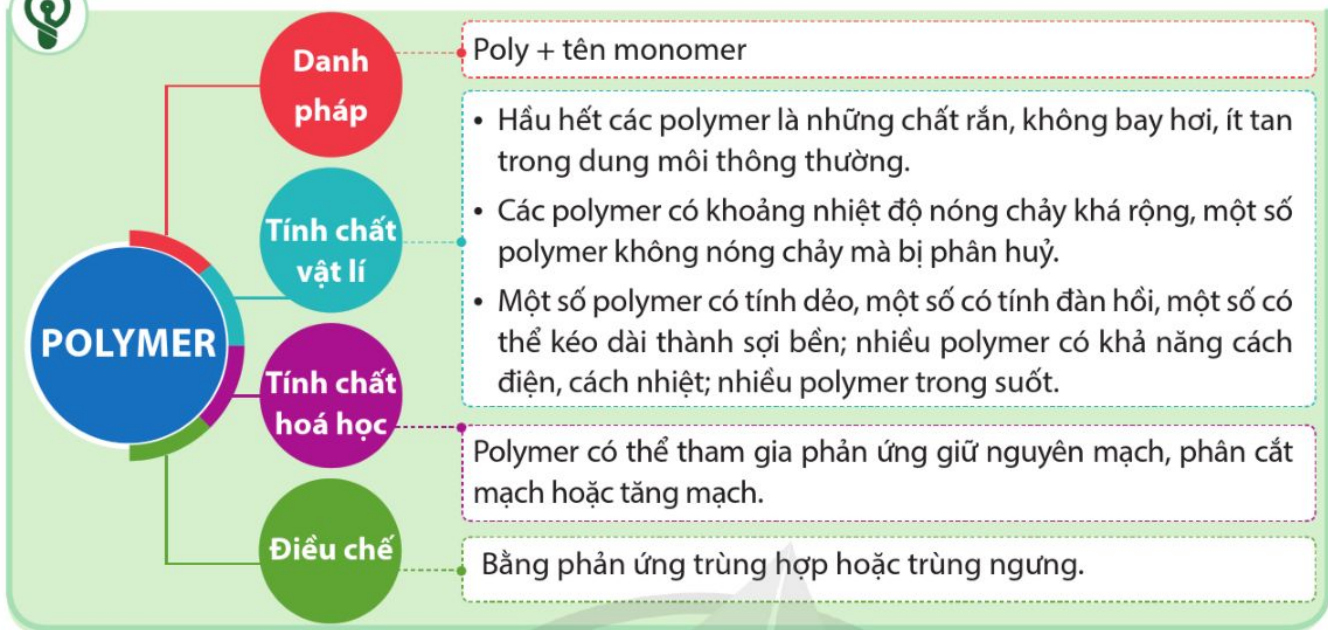 POLYMER
Danh
pháp
Poly + tên monomer
Tính chất
vật lí
• Hầu hết các polymer là những chất rắn, không bay hơi, ít tan
trong dung môi thông thường.
• Các polymer có khoảng nhiệt độ nóng chảy khá rộng, một số
polymer không nóng chảy mà bị phân huỷ.
• Một số polymer có tính dẻo, một số có tính đàn hồi, một số có
thể kéo dài thành sợi bền; nhiều polymer có khả năng cách
điện, cách nhiệt; nhiều polymer trong suốt.
Tính chất
hoá học
Polymer có thể tham gia phản ứng giữ nguyên mạch, phân cắt
mạch hoặc tăng mạch.
Điều chế
Bằng phản ứng trùng hợp hoặc trùng ngưng.